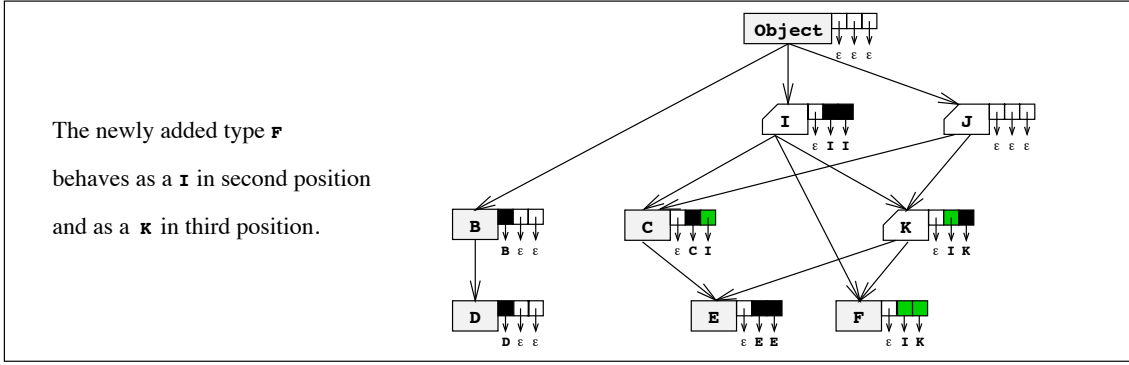 Object
ε ε ε
The newly added type F
behaves as a I in second position
and as a K in third position.
I
ε I I
J
ε ε ε
B
B ε ε
C
ε C I
K
ε I K
D
D ε ε
E
ε E E
F
ε I K